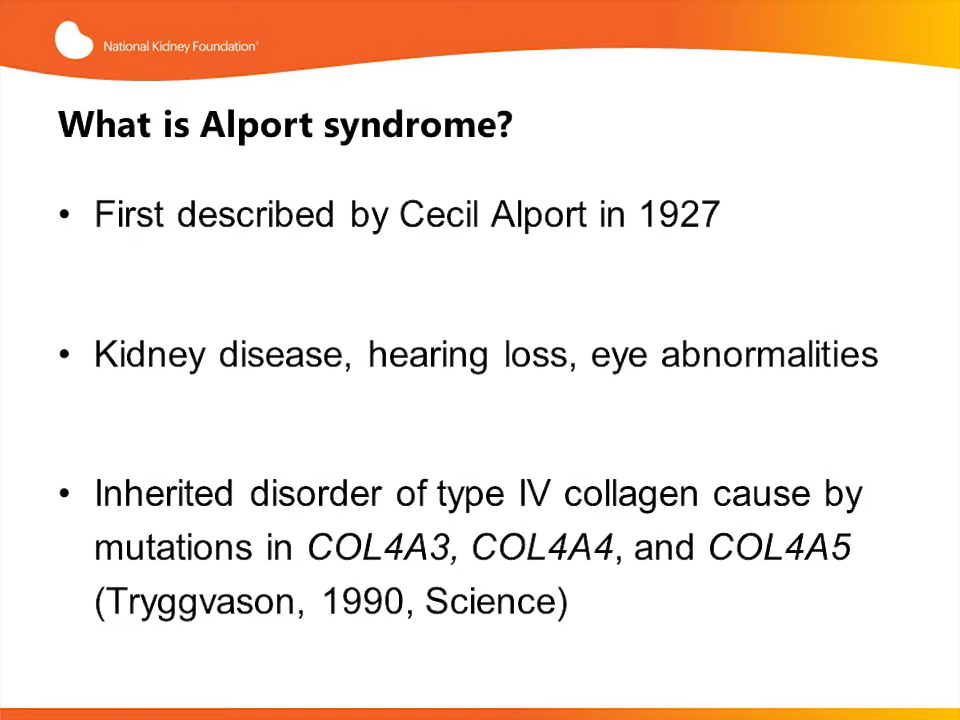 National Kidney Foundation®
What is Alport syndrome?
• First described by Cecil Alport in 1927
• Kidney disease, hearing loss, eye abnormalities
• Inherited disorder of type IV collagen cause by
mutations in COL4A3, COL4A4, and COL4A5
(Tryggvason, 1990, Science)